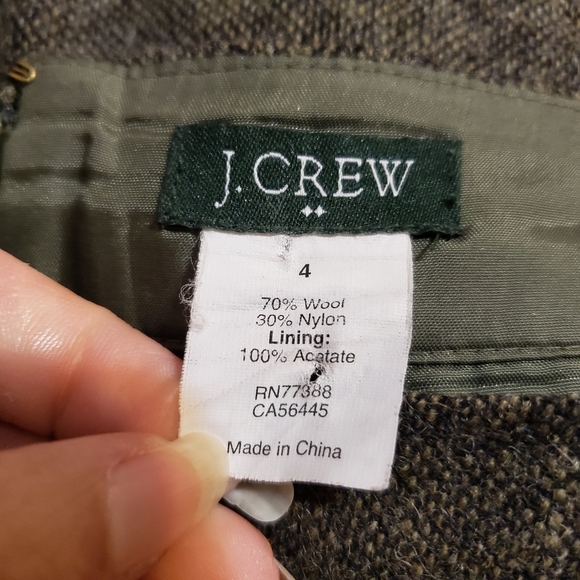 J.CREW
4
70% Wool
30% Nylon
Lining:
100% Acetate
RN77388
CA56445
Made in China